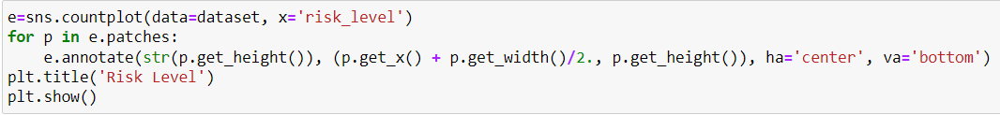 e=sns.countplot(data=dataset, x='risk_level')
for p in e.patches:
    e.annotate(str(p.get_height()), (p.get_x() + p.get_width()/2., p.get_height()), ha='center', va='bottom')
plt.title('Risk Level')
plt.show()